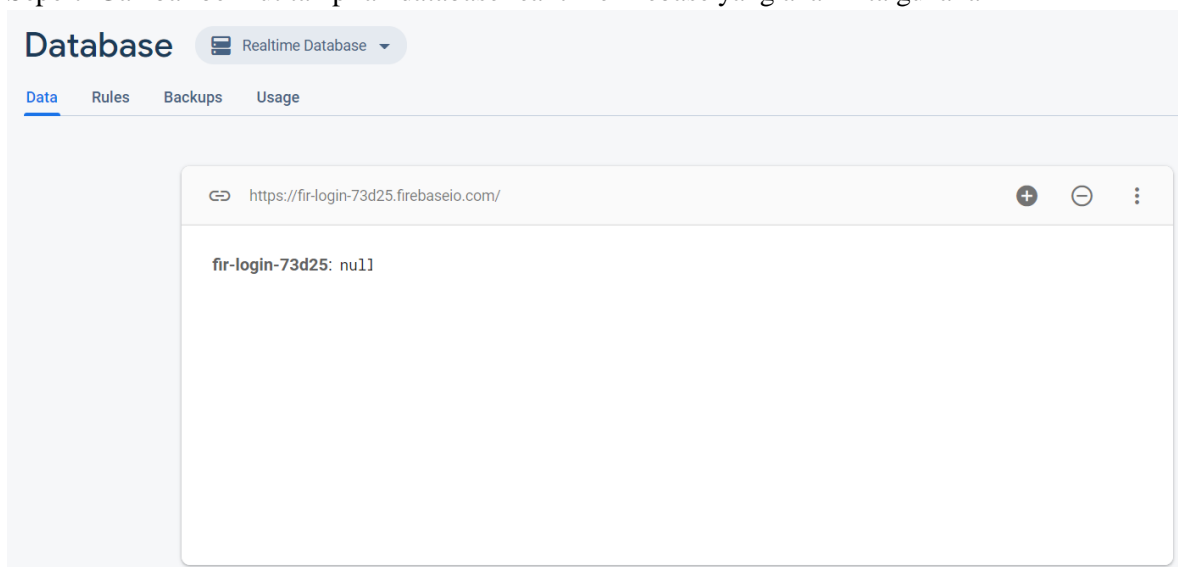 Database Realtime Database
Data Rules Backups Usage
https://fir-login-73d25.firebaseio.com/
fir-login-73d25: null